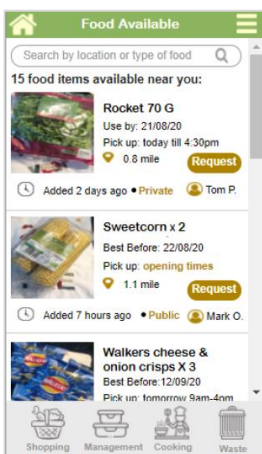 Food Available
Search by location or type of food
15 food items available near you:
Rocket 70 G
Use by: 21/08/20
Pick up: today till 4:30pm
0.8 mile
Request
Added 2 days ago • Private
Tom P.
Sweetcorn x 2
Best Before: 22/08/20
Pick up: opening times
1.1 mile
Request
Added 7 hours ago • Public
Mark O.
Walkers cheese &
onion crisps X 3
Best Before:12/09/20
Pick up: tomorrow 9am-4pm
Shopping
Management
Cooking
Waste